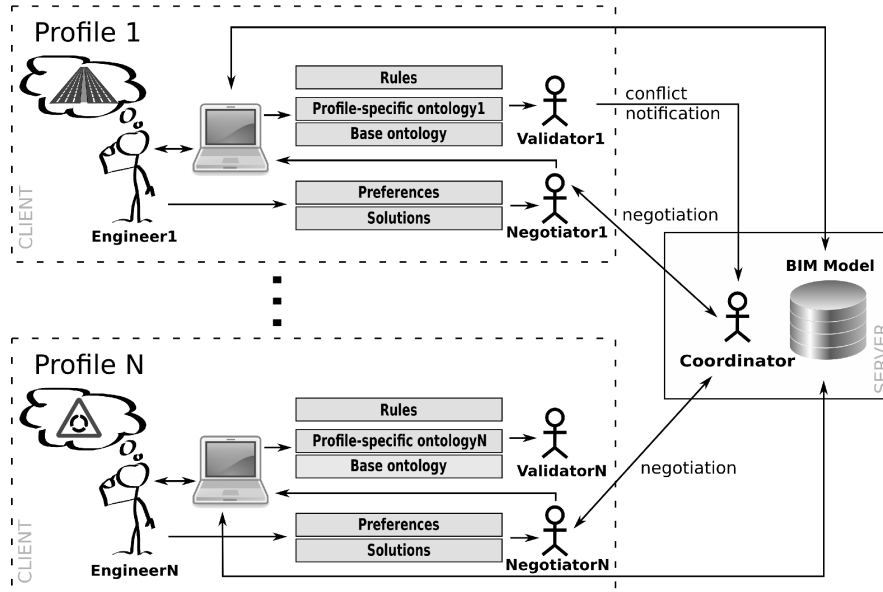 Profile 1
Rules
Profile-specific ontology1
Base ontology
Validator1
conflict
notification
Preferences
Solutions
Engineer1
Negotiator1
negotiation
CLIENT
BIM Model
Coordinator
SERVER
Profile N
Rules
Profile-specific ontologyN
Base ontology
ValidatorN
negotiation
Preferences
Solutions
EngineerN
NegotiatorN
CLIENT